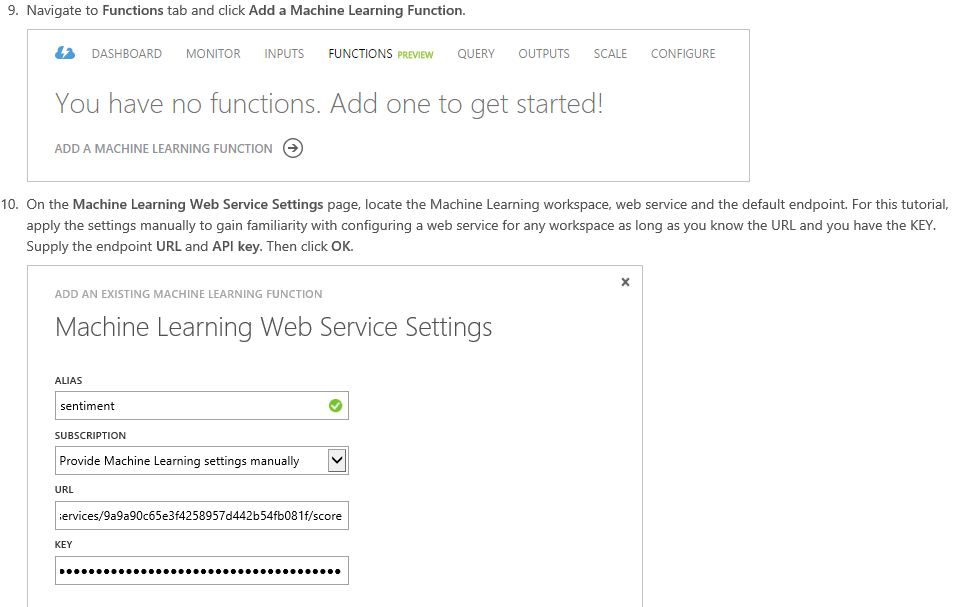 9. Navigate to Functions tab and click Add a Machine Learning Function.
DASHBOARD MONITOR INPUTS FUNCTIONS PREVIEW QUERY OUTPUTS SCALE CONFIGURE
You have no functions. Add one to get started!
ADD A MACHINE LEARNING FUNCTION
10. On the Machine Learning Web Service Settings page, locate the Machine Learning workspace, web service and the default endpoint. For this tutorial,
apply the settings manually to gain familiarity with configuring a web service for any workspace as long as you know the URL and you have the KEY.
Supply the endpoint URL and API key. Then click OK.
ADD AN EXISTING MACHINE LEARNING FUNCTION
Machine Learning Web Service Settings
ALIAS
sentiment
SUBSCRIPTION
Provide Machine Learning settings manually
URL
services/9a9a90c65e3f4258957d442b54fb081f/score
KEY